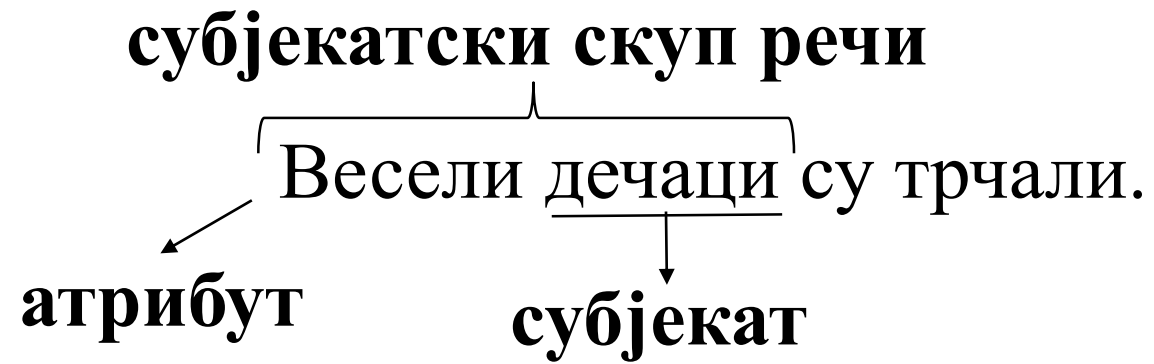 субјекатски скуп речи
Весели дечаци су трчали.
атрибут
субјекат